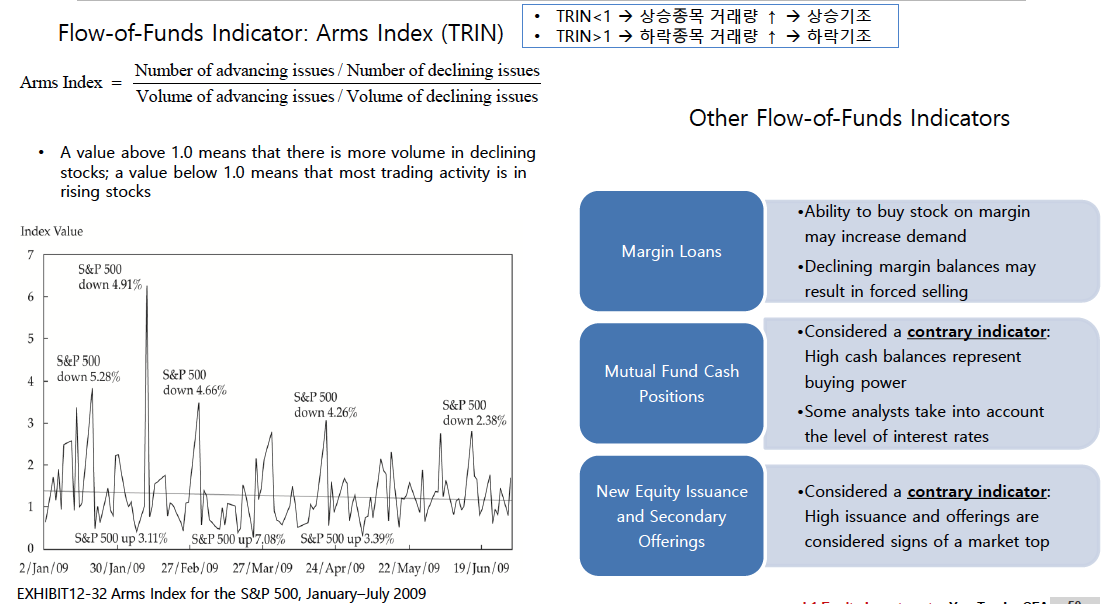 Flow-of-Funds Indicator: Arms Index (TRIN)
• TRIN<1 → 상승종목 거래량 ↑ → 상승기조
• TRIN>1 → 하락종목 거래량 ↑ → 하락기조
Arms Index =
Number of advancing issues / Number of declining issues
Volume of advancing issues / Volume of declining issues
• A value above 1.0 means that there is more volume in declining
stocks; a value below 1.0 means that most trading activity is in
rising stocks
Index Value
7
6
5
4
3
2
1
0
S&P 500
down 4.91%
S&P 500
down 5.28%
S&P 500
down 4.66%
S&P 500
down 4.26%
S&P 500
down 2.38%
S&P 500 up 3.11%
S&P 500 up 7.08%
S&P 500 up 3.39%
2/Jan/09 30/Jan/09 27/Feb/09 27/Mar/09 24/Apr/09 22/May/09 19/Jun/09
EXHIBIT12-32 Arms Index for the S&P 500, January–July 2009
Other Flow-of-Funds Indicators
Margin Loans
•Ability to buy stock on margin
may increase demand
•Declining margin balances may
result in forced selling
Mutual Fund Cash
Positions
•Considered a contrary indicator:
High cash balances represent
buying power
•Some analysts take into account
the level of interest rates
New Equity Issuance
and Secondary
Offerings
•Considered a contrary indicator:
High issuance and offerings are
considered signs of a market top